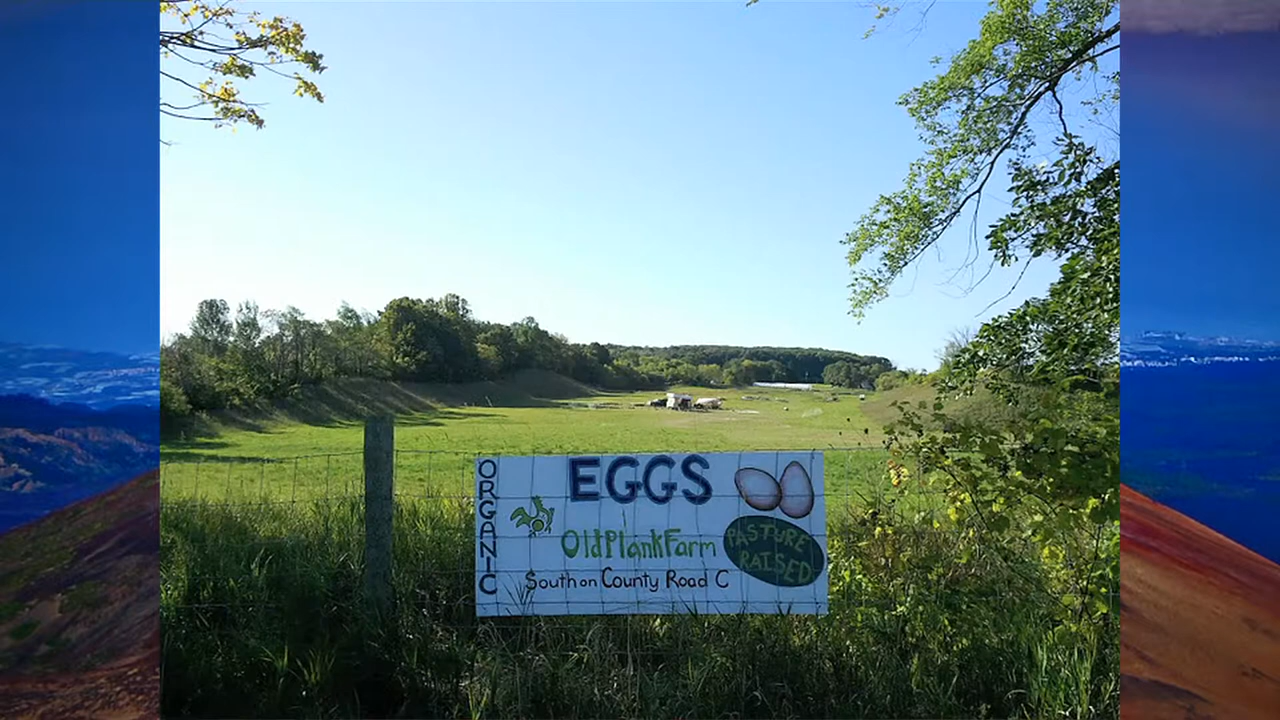 ORGANIC
EGGS
OldPlankFarm
South on County Road C
PASTURE
RAISED